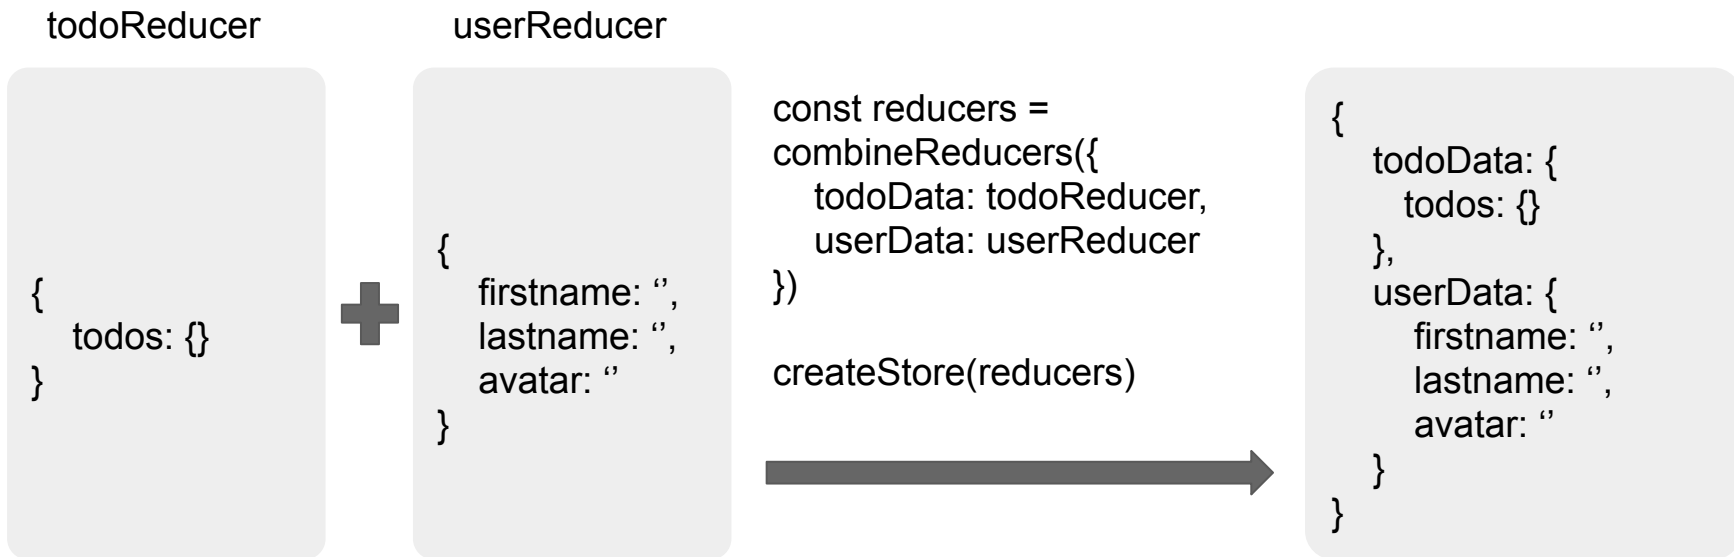 todoReducer
{
todos: {}
}
userReducer
{
firstname: ‘’,
lastname: ‘’,
avatar: ‘’
}
const reducers =
combineReducers({
todoData: todoReducer,
userData: userReducer
})
createStore(reducers)
{
todoData: {
todos: {}
},
userData: {
firstname: ‘’,
lastname: ‘’,
avatar: ‘’
}
}